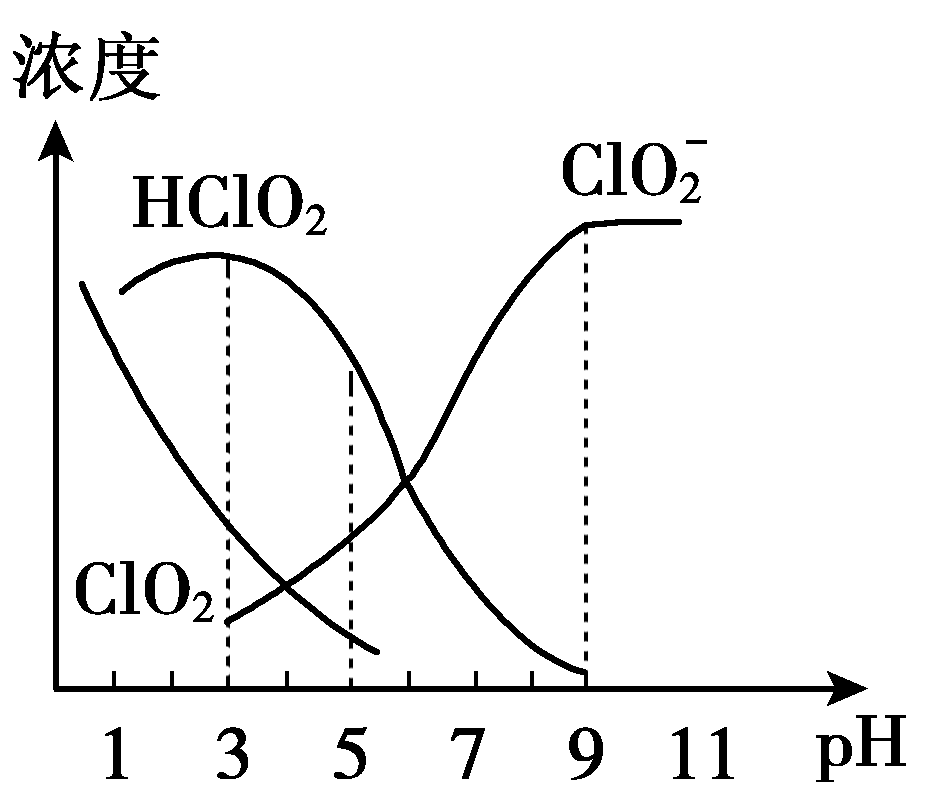 浓度
ClO₂⁻
HClO₂
ClO₂
1 3 5 7 9 11 pH